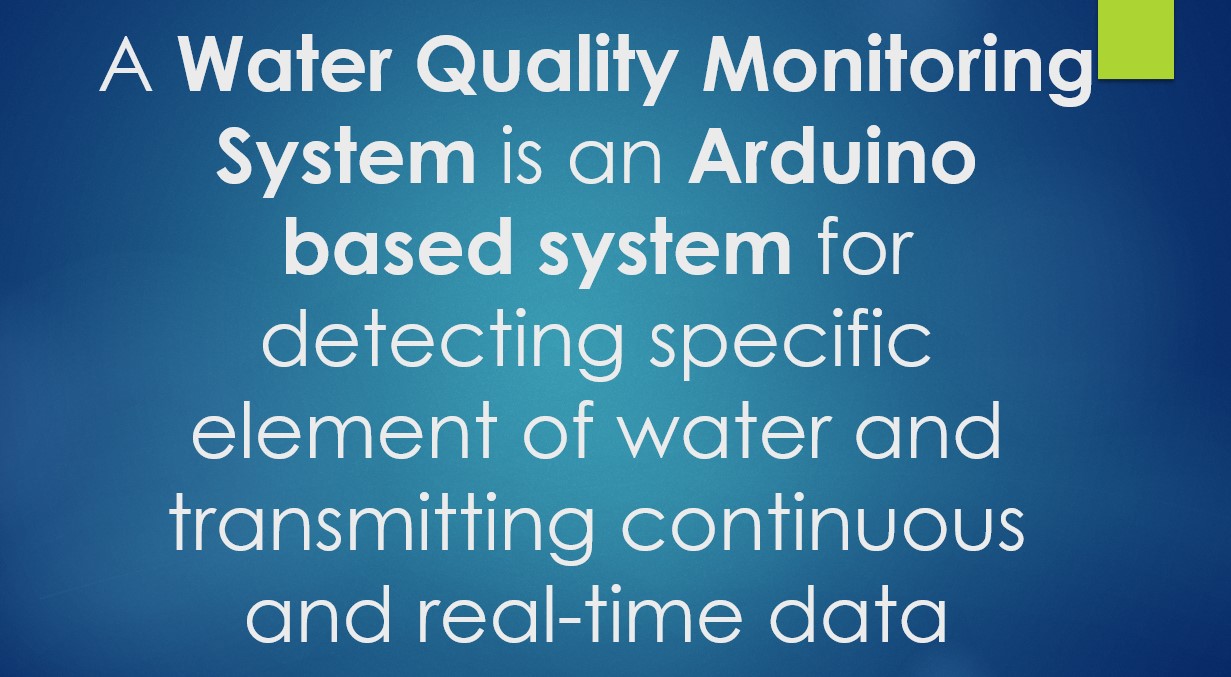 A Water Quality Monitoring
System is an Arduino
based system for
detecting specific
element of water and
transmitting continuous
and real-time data